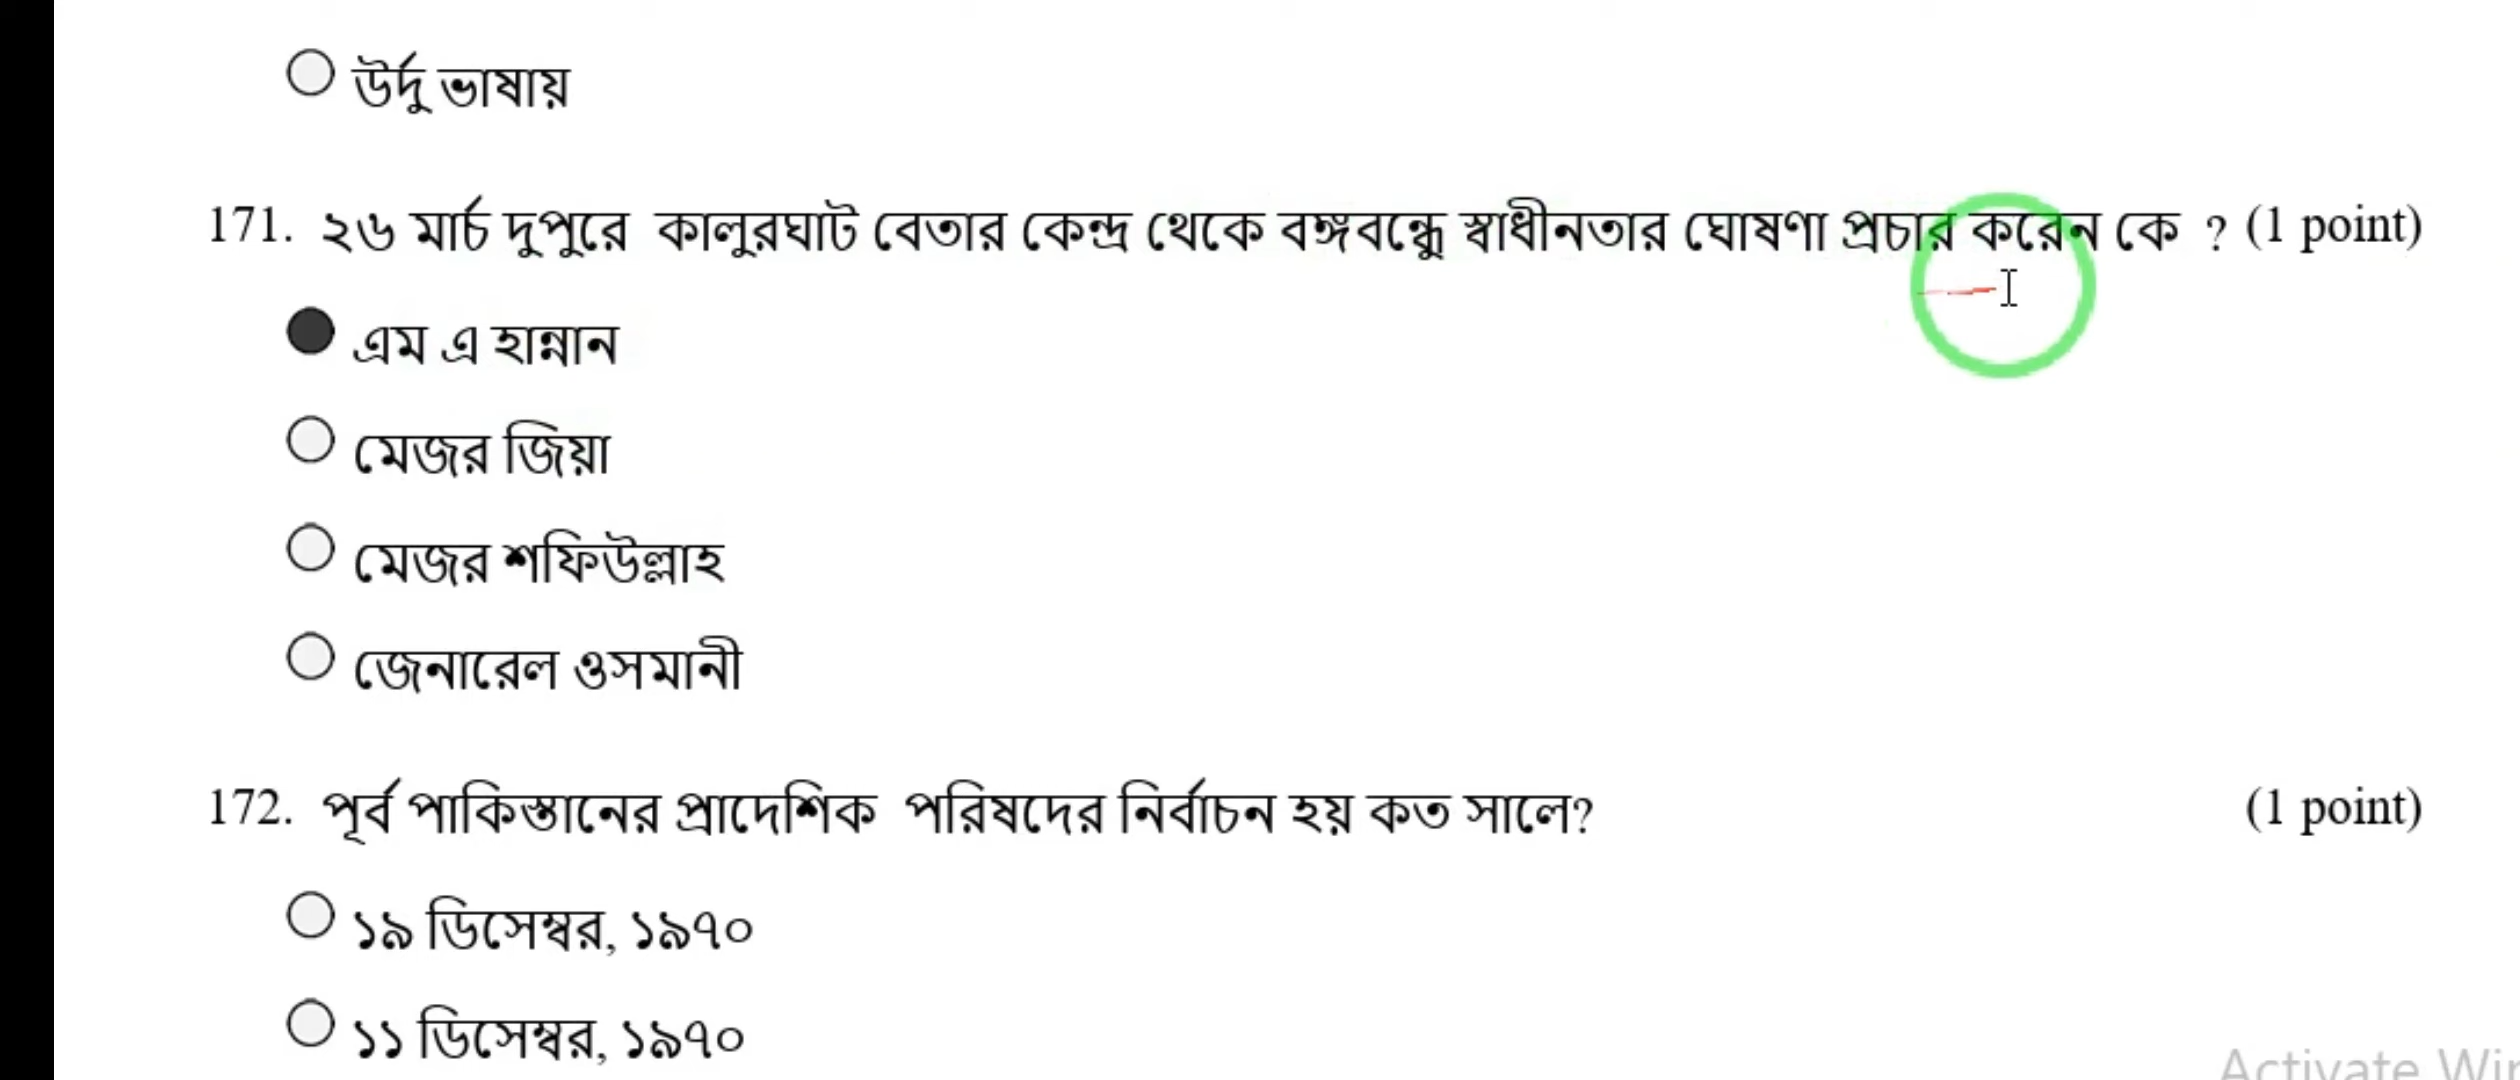 উর্দু ভাষায়
171. ২৬ মার্চ দুপুরে কালুরঘাট বেতার কেন্দ্র থেকে বঙ্গবন্ধু স্বাধীনতার ঘোষণা প্রচার করেন কে ? (1 point)
এম এ হান্নান
মেজর জিয়া
মেজর শফিউল্লাহ
জেনারেল ওসমানী
172. পূর্ব পাকিস্তানের প্রাদেশিক পরিষদের নির্বাচন হয় কত সালে? (1 point)
১৯ ডিসেম্বর, ১৯৭০
১১ ডিসেম্বর, ১৯৭০
Activate